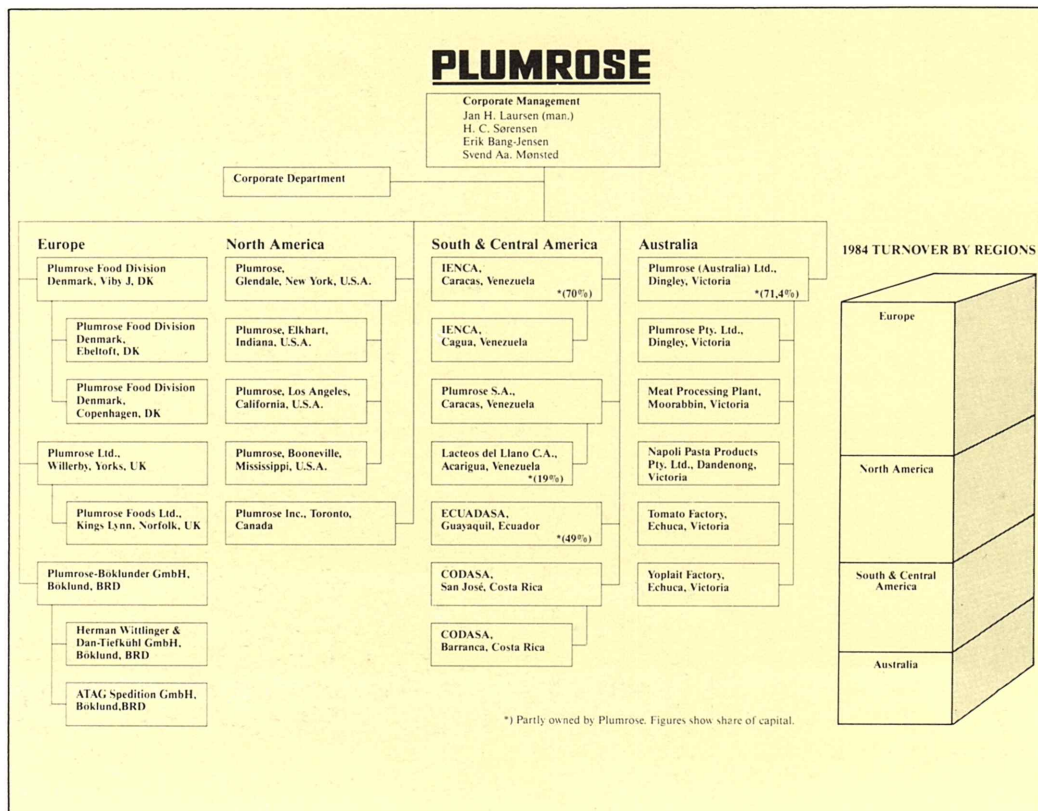 PLUMROSE
Corporate Management
Jan H. Laursen (man.)
H. C. Sørensen
Erik Bang-Jensen
Svend Aa. Mønsted
Corporate Department
Europe
Plumrose Food Division
Denmark, Viby J, DK
Plumrose Food Division
Denmark,
Ebeltoft, DK
Plumrose Food Division
Denmark,
Copenhagen, DK
Plumrose Ltd.,
Willerby, Yorks, UK
Plumrose Foods Ltd.,
Kings Lynn, Norfolk, UK
Plumrose-Böklunder GmbH,
Böklund, BRD
Herman Wittlinger &
Dan-Tiefkühl GmbH,
Böklund, BRD
ATAG Spedition GmbH,
Böklund,BRD
North America
Plumrose,
Glendale, New York, U.S.A.
Plumrose, Elkhart,
Indiana, U.S.A.
Plumrose, Los Angeles,
California, U.S.A.
Plumrose, Booneville,
Mississippi, U.S.A.
Plumrose Inc., Toronto,
Canada
South & Central America
IENCA,
Caracas, Venezuela
*(70%)
IENCA,
Cagua, Venezuela
Plumrose S.A.,
Caracas, Venezuela
Lacteos del Llano C.A.,
Acarigua, Venezuela
*(19%)
ECUADASA,
Guayaquil, Ecuador
*(49%)
CODASA,
San José, Costa Rica
CODASA,
Barranca, Costa Rica
Australia
Plumrose (Australia) Ltd.,
Dingley, Victoria
*(71,4%)
Plumrose Pty. Ltd.,
Dingley, Victoria
Meat Processing Plant,
Moorabbin, Victoria
Napoli Pasta Products
Pty. Ltd., Dandenong,
Victoria
Tomato Factory,
Echuca, Victoria
Yoplait Factory,
Echuca, Victoria
*) Partly owned by Plumrose. Figures show share of capital.
1984 TURNOVER BY REGIONS
Europe
North America
South & Central
America
Australia